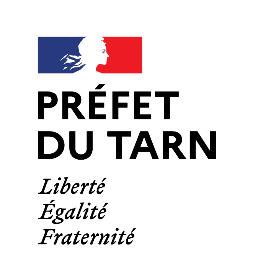 PRÉFET
DU TARN
Liberté
Égalité
Fraternité